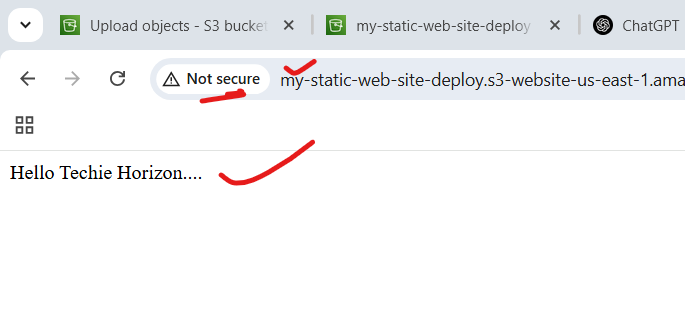 Upload objects - S3 bucket
my-static-web-site-deploy
ChatGPT
Not secure
my-static-web-site-deploy.s3-website-us-east-1.ama
Hello Techie Horizon....